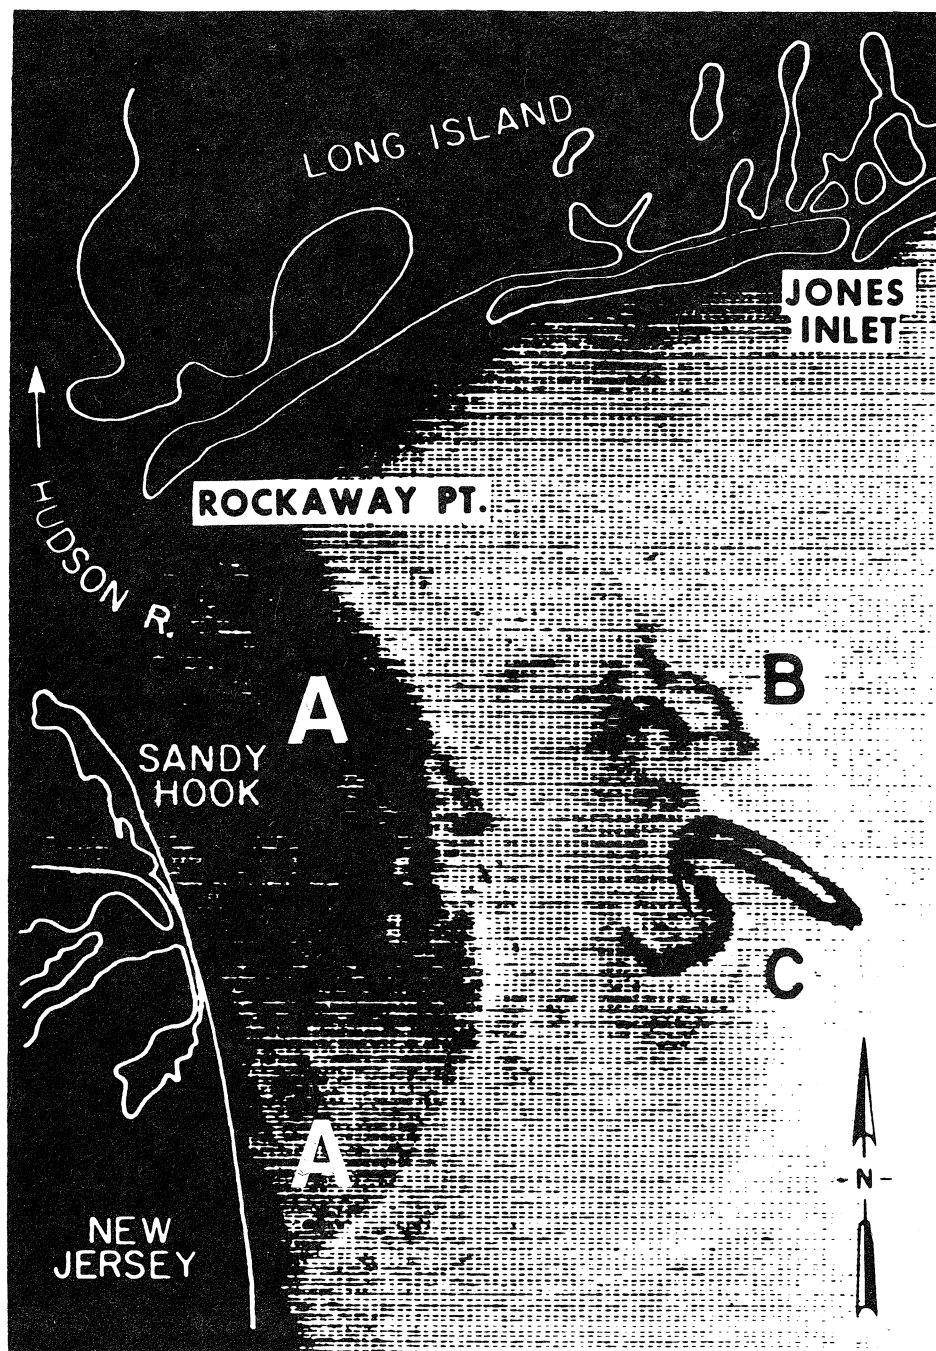 LONG ISLAND
JONES
INLET
ROCKAWAY PT.
HUDSON R.
A
B
SANDY
HOOK
C
A
N
NEW
JERSEY